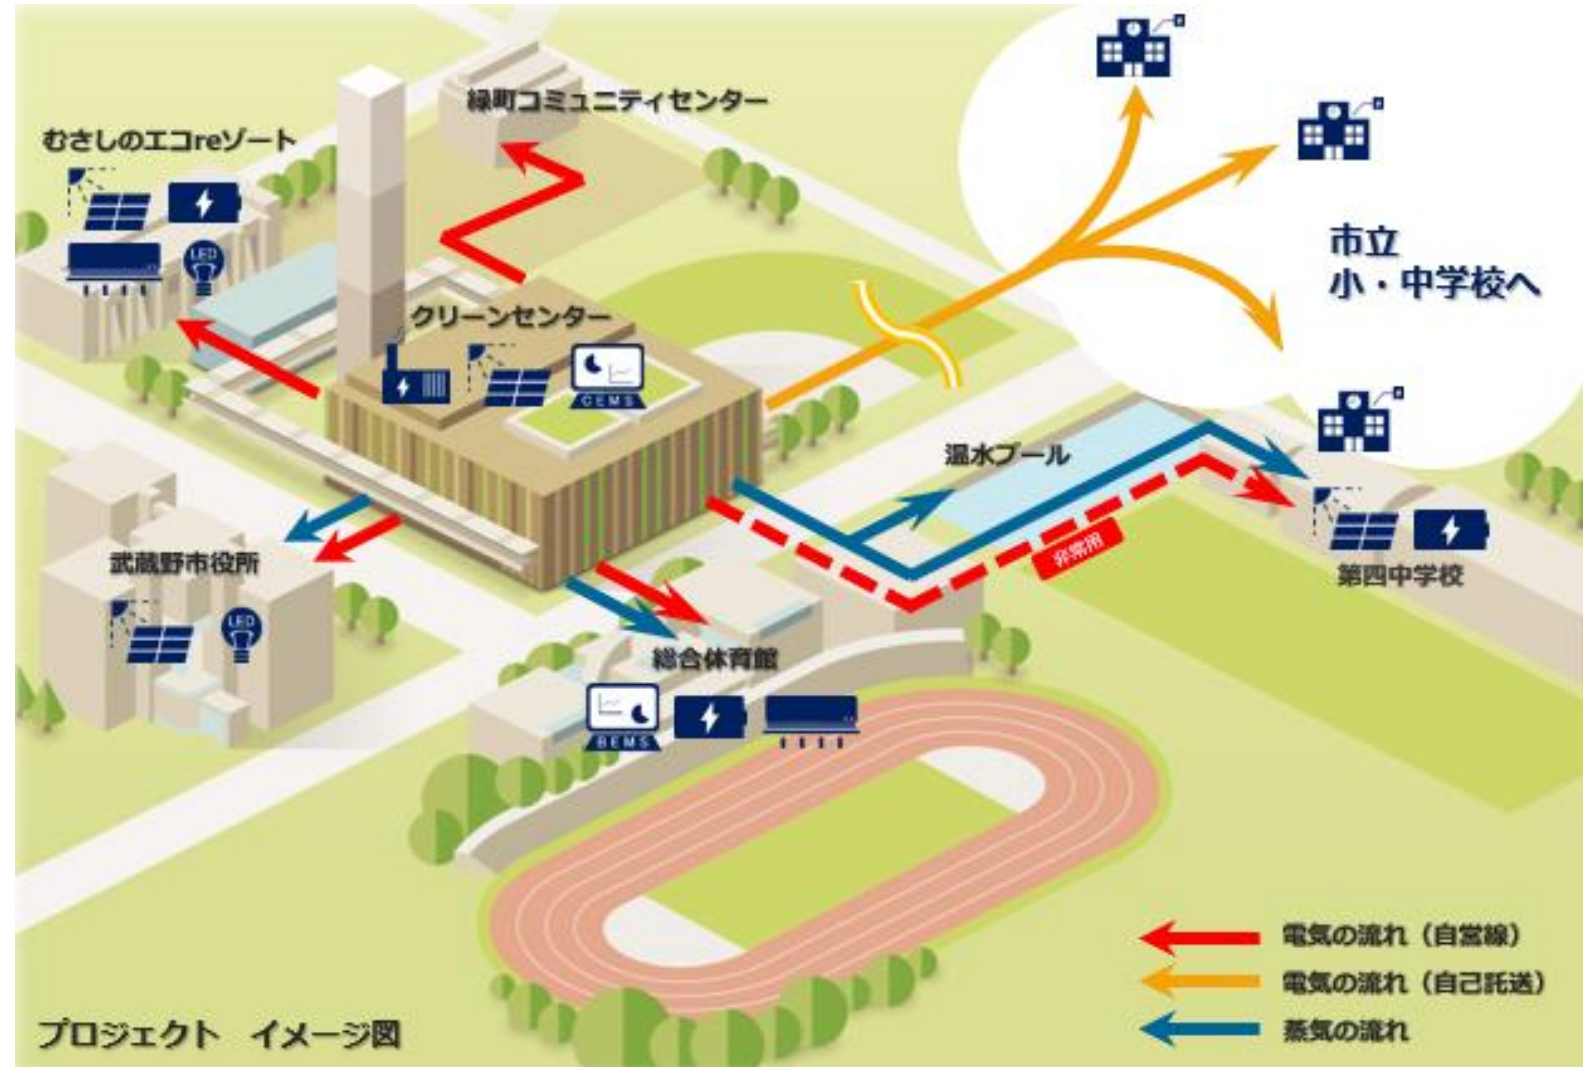 緑町コミュニティセンター
むさしのエコreゾート
LED
市立
小・中学校へ
クリーンセンター
CEMS
温水プール
非常用
武蔵野市役所
LED
第四中学校
総合体育館
BEMS
電気の流れ（自営線）
電気の流れ（自己託送）
蒸気の流れ
プロジェクト イメージ図